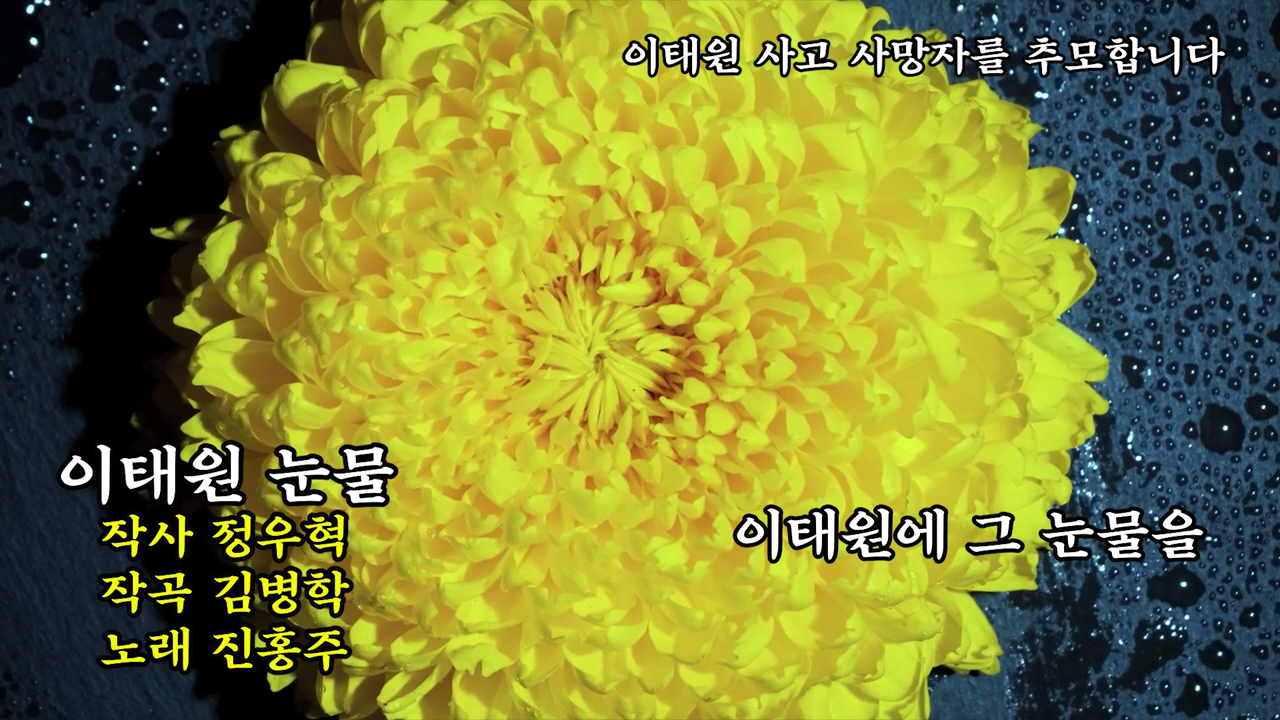 이태원 사고 사망자를 추모합니다
이태원 눈물
작사 정우혁
작곡 김병학
노래 진홍주
이태원에 그 눈물을